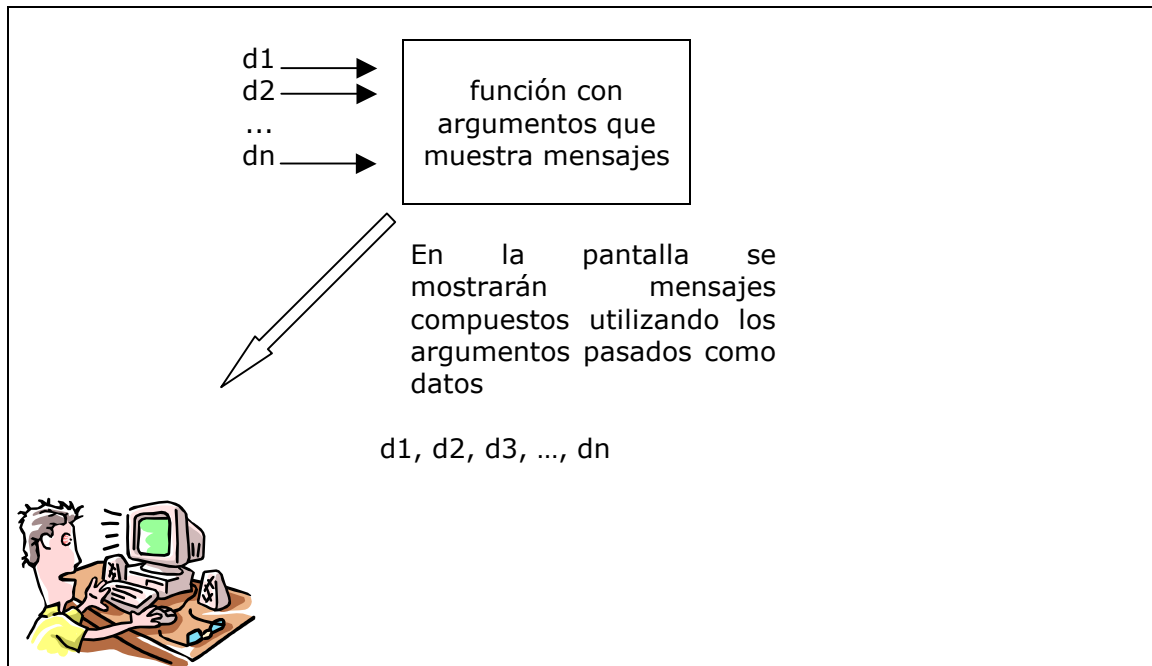 d1
d2
...
dn
función con
argumentos que
muestra mensajes
En la pantalla se
mostrarán mensajes
compuestos utilizando los
argumentos pasados como
datos
d1, d2, d3, …, dn